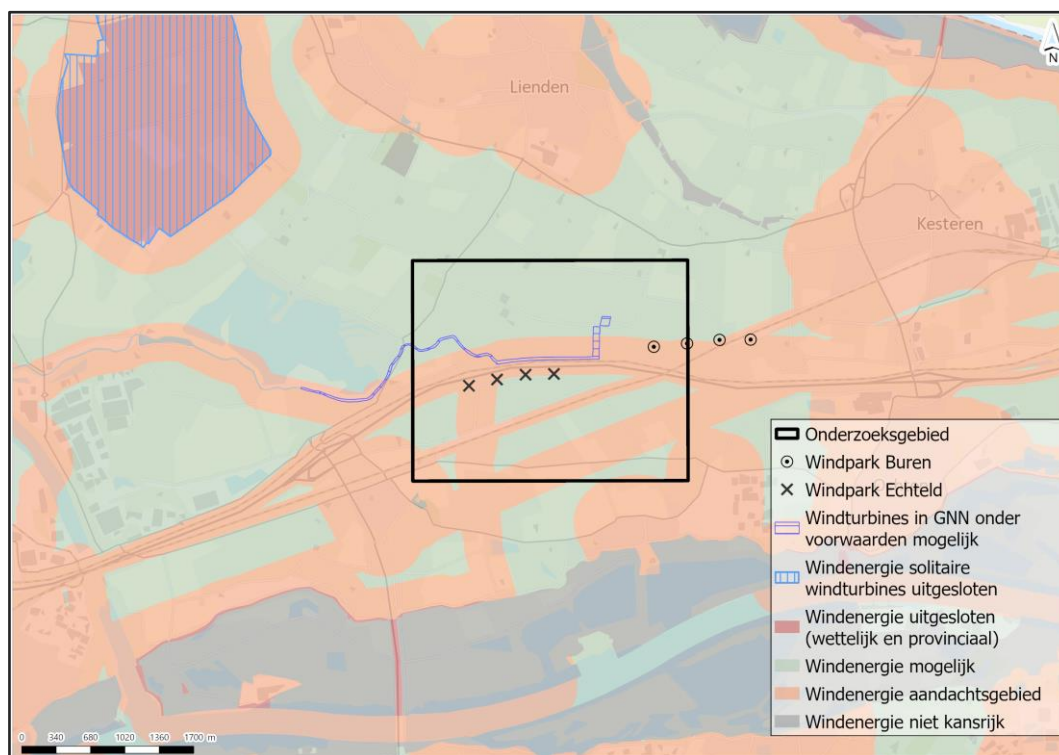 N
Lienden
Kesteren
Onderzoeksgebied
Windpark Buren
Windpark Echteld
Windturbines in GNN onder
voorwaarden mogelijk
Windenergie solitaire
windturbines uitgesloten
Windenergie uitgesloten
(wettelijk en provinciaal)
Windenergie mogelijk
Windenergie aandachtsgebied
Windenergie niet kansrijk
0 340 680 1020 1360 1700 m